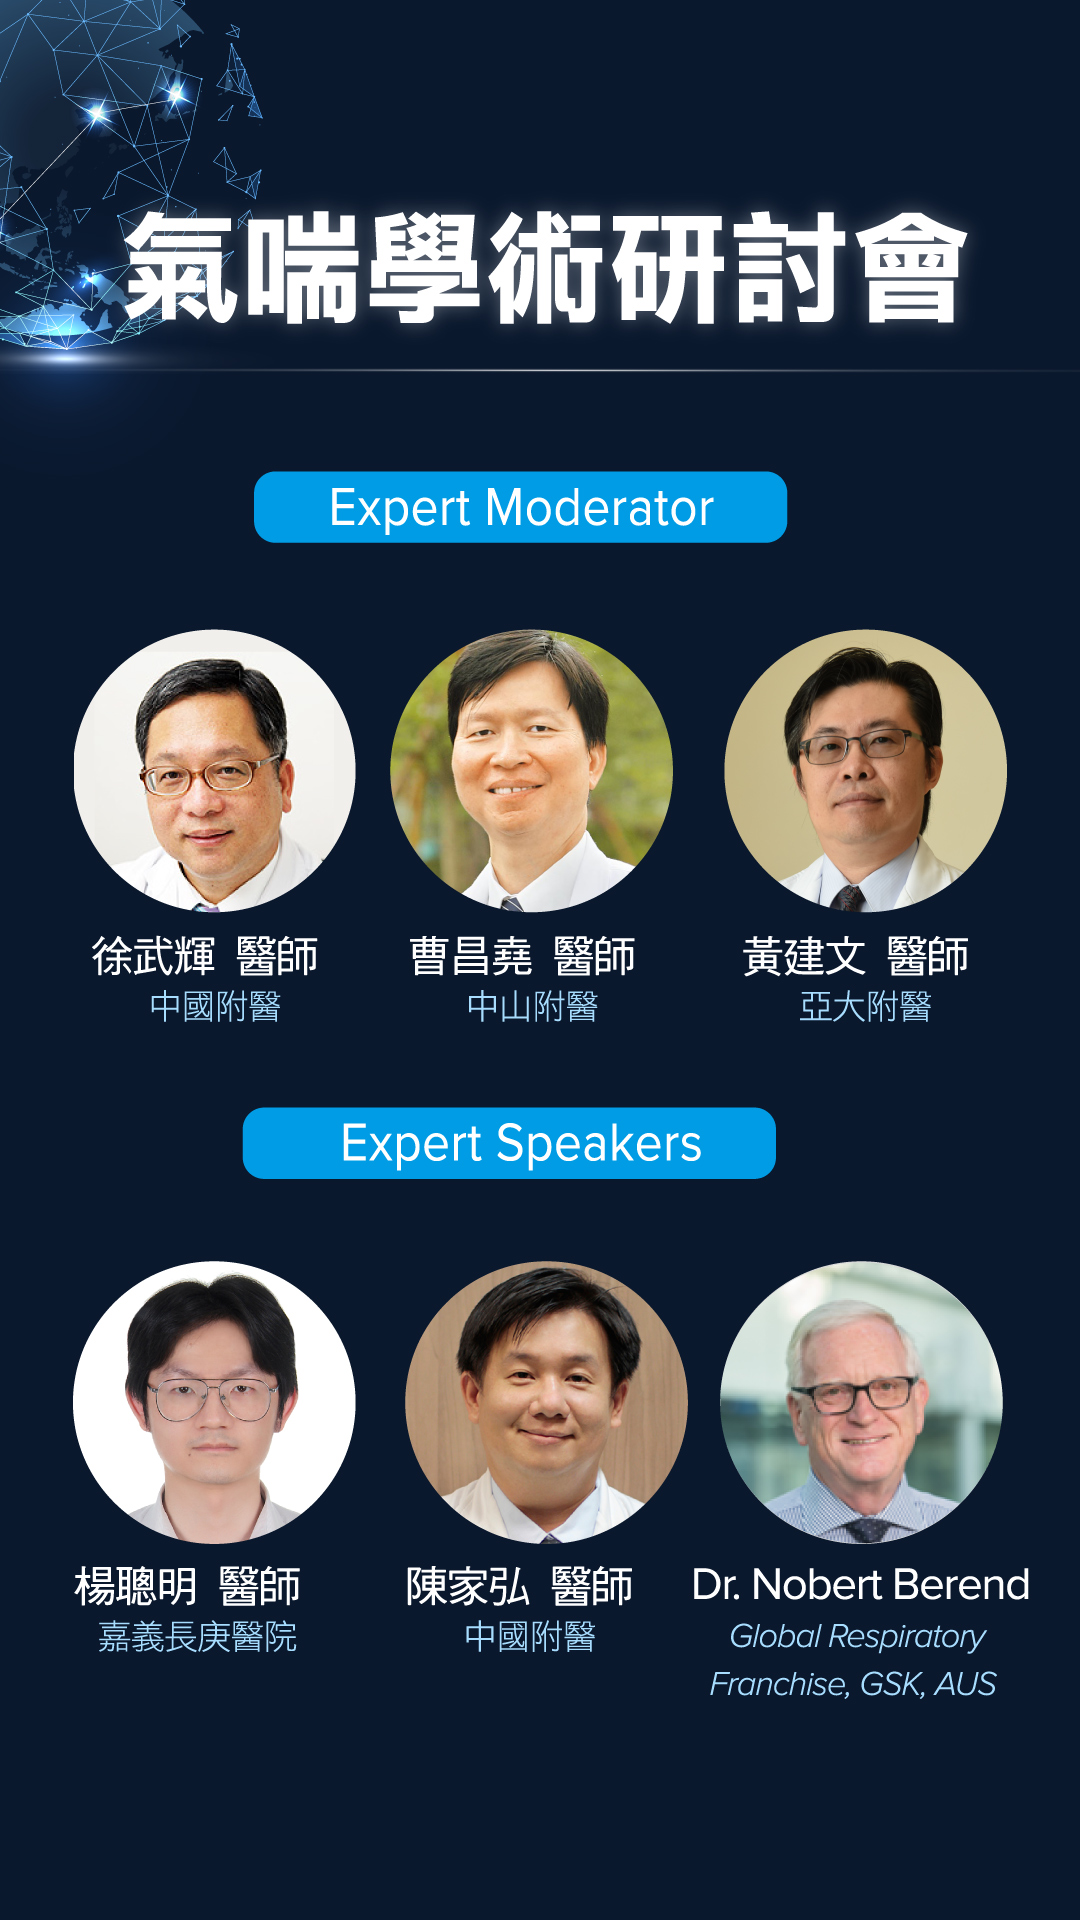 氣喘學術研討會
Expert Moderator
徐武輝 醫師
中國附醫
曹昌堯 醫師
中山附醫
黃建文 醫師
亞大附醫
Expert Speakers
楊聰明 醫師
嘉義長庚醫院
陳家弘 醫師
中國附醫
Dr. Nobert Berend
Global Respiratory
Franchise, GSK, AUS